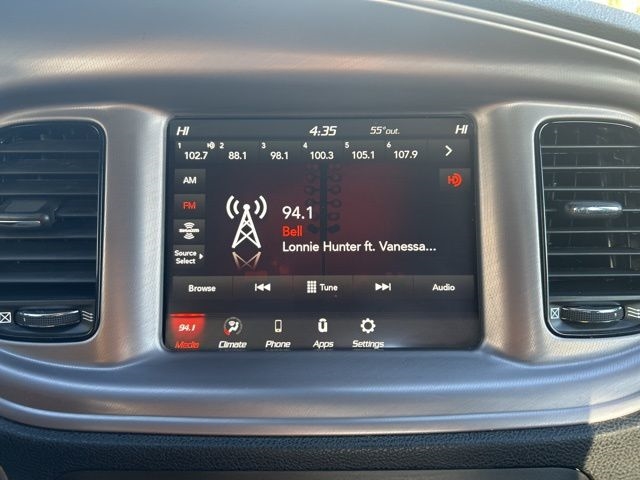 HI 4:35 55°out. HI
1 HD 2 3 4 5 6
102.7 88.1 98.1 100.3 105.1 107.9
AM
HD
FM
94.1
Bell
Lonnie Hunter ft. Vanessa...
Source
Select
Browse Tune Audio
94.1
Media Climate Phone Apps Settings